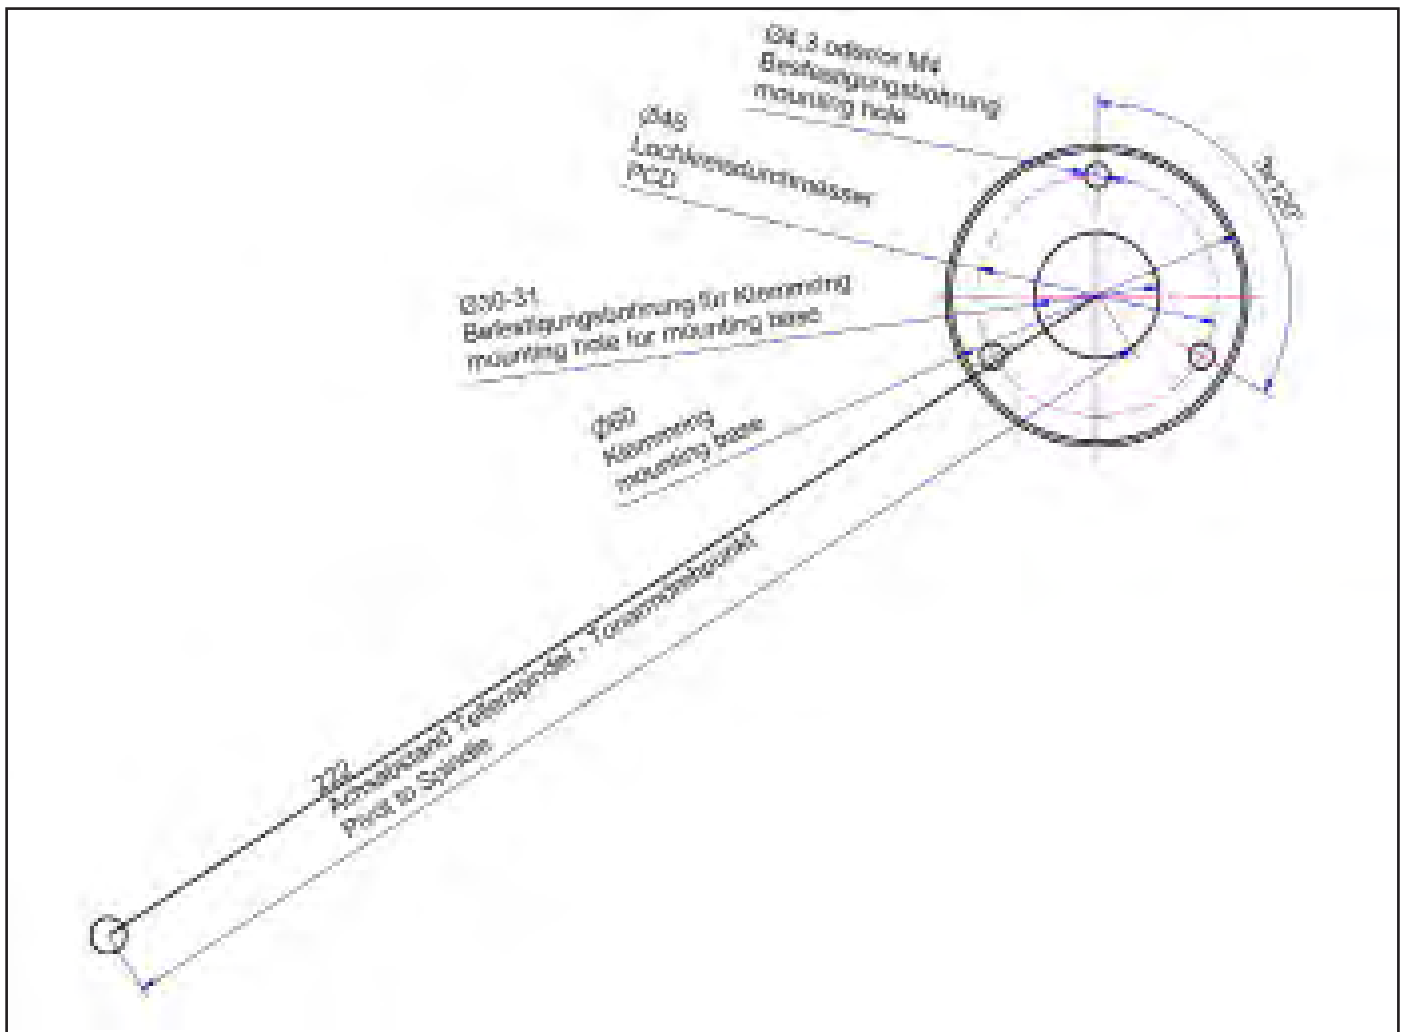 Ø4,3 oder/or M4
Befestigungsbohrung
mounting hole
Ø48
Lochkreisdurchmesser
PCD
3x120°
Ø30-31
Befestigungsbohrung für Klemmring
mounting hole for mounting base
Ø60
Klemmring
mounting base
222
Achsabstand Tellerspindel - Tonarmdrehpunkt
Pivot to Spindle